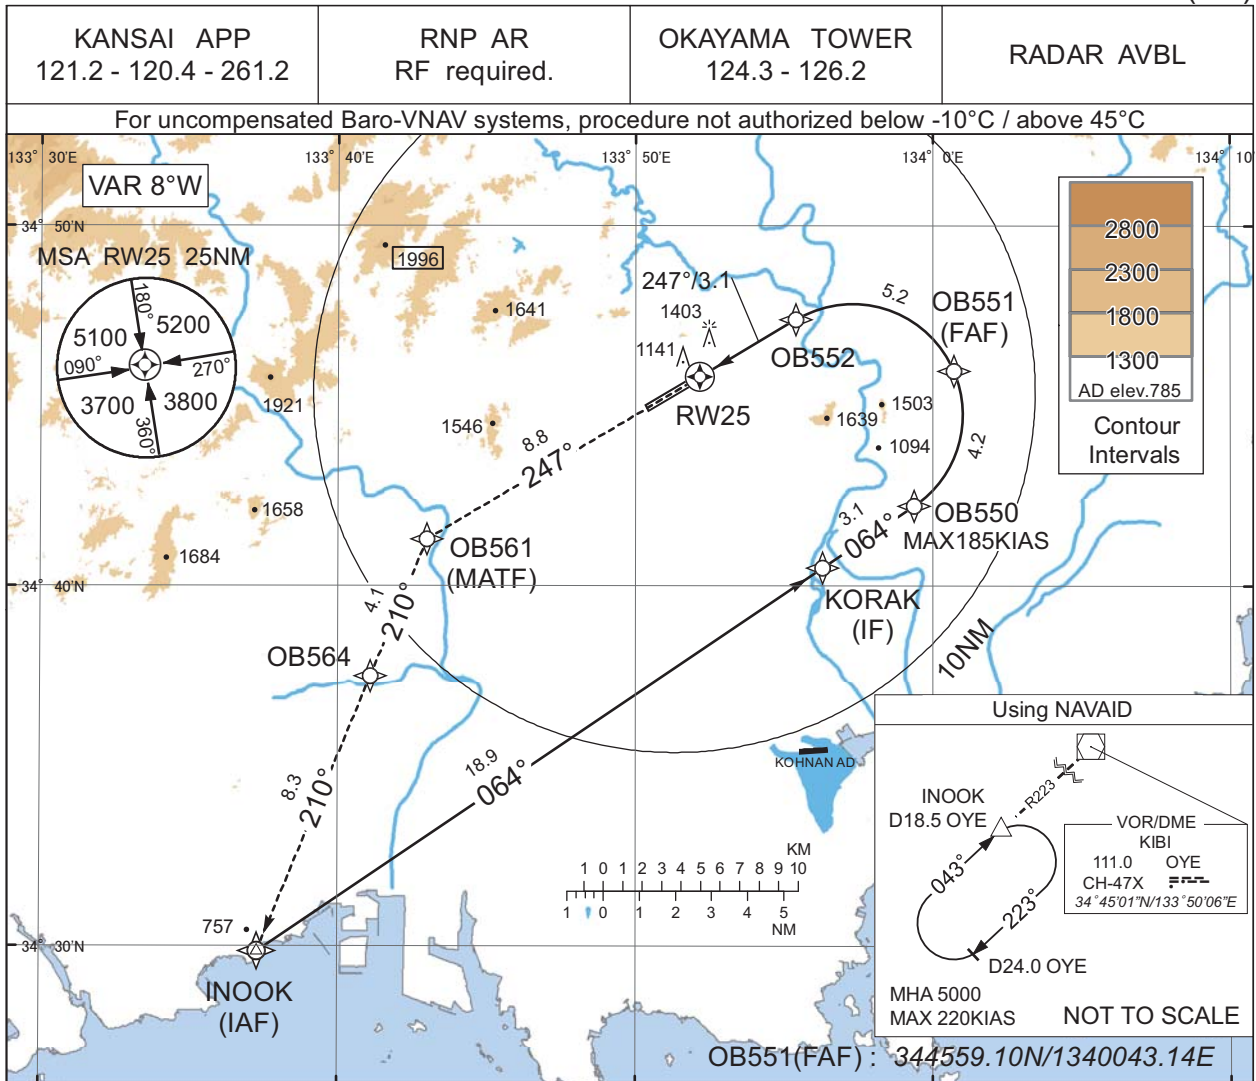 KANSAI APP
121.2 - 120.4 - 261.2
RNP AR
RF required.
OKAYAMA TOWER
124.3 - 126.2
RADAR AVBL
For uncompensated Baro-VNAV systems, procedure not authorized below -10°C / above 45°C
133° 30'E
133° 40'E
133° 50'E
134° 0'E
134° 10'
VAR 8°W
34° 50'N
MSA RW25 25NM
180°
5100
5200
090°
270°
3700
3800
360°
1996
1641
1921
1546
1658
1684
247°/3.1
1403
1141
5.2
OB551
(FAF)
OB552
RW25
1639
1503
1094
4.2
8.8
247°
OB550
MAX185KIAS
3.1
064°
OB561
(MATF)
34° 40'N
KORAK
(IF)
4.1
210°
OB564
10NM
8.3
210°
18.9
064°
KOHNAN AD
2800
2300
1800
1300
AD elev.785
Contour
Intervals
KM
1 0 1 2 3 4 5 6 7 8 9 10
1 0 1 2 3 4 5
NM
757
34° 30'N
INOOK
(IAF)
Using NAVAID
R223
INOOK
D18.5 OYE
043°
223°
D24.0 OYE
VOR/DME
KIBI
111.0 OYE
CH-47X
34°45'01"N/133°50'06"E
MHA 5000
MAX 220KIAS
NOT TO SCALE
OB551(FAF) : 344559.10N/1340043.14E